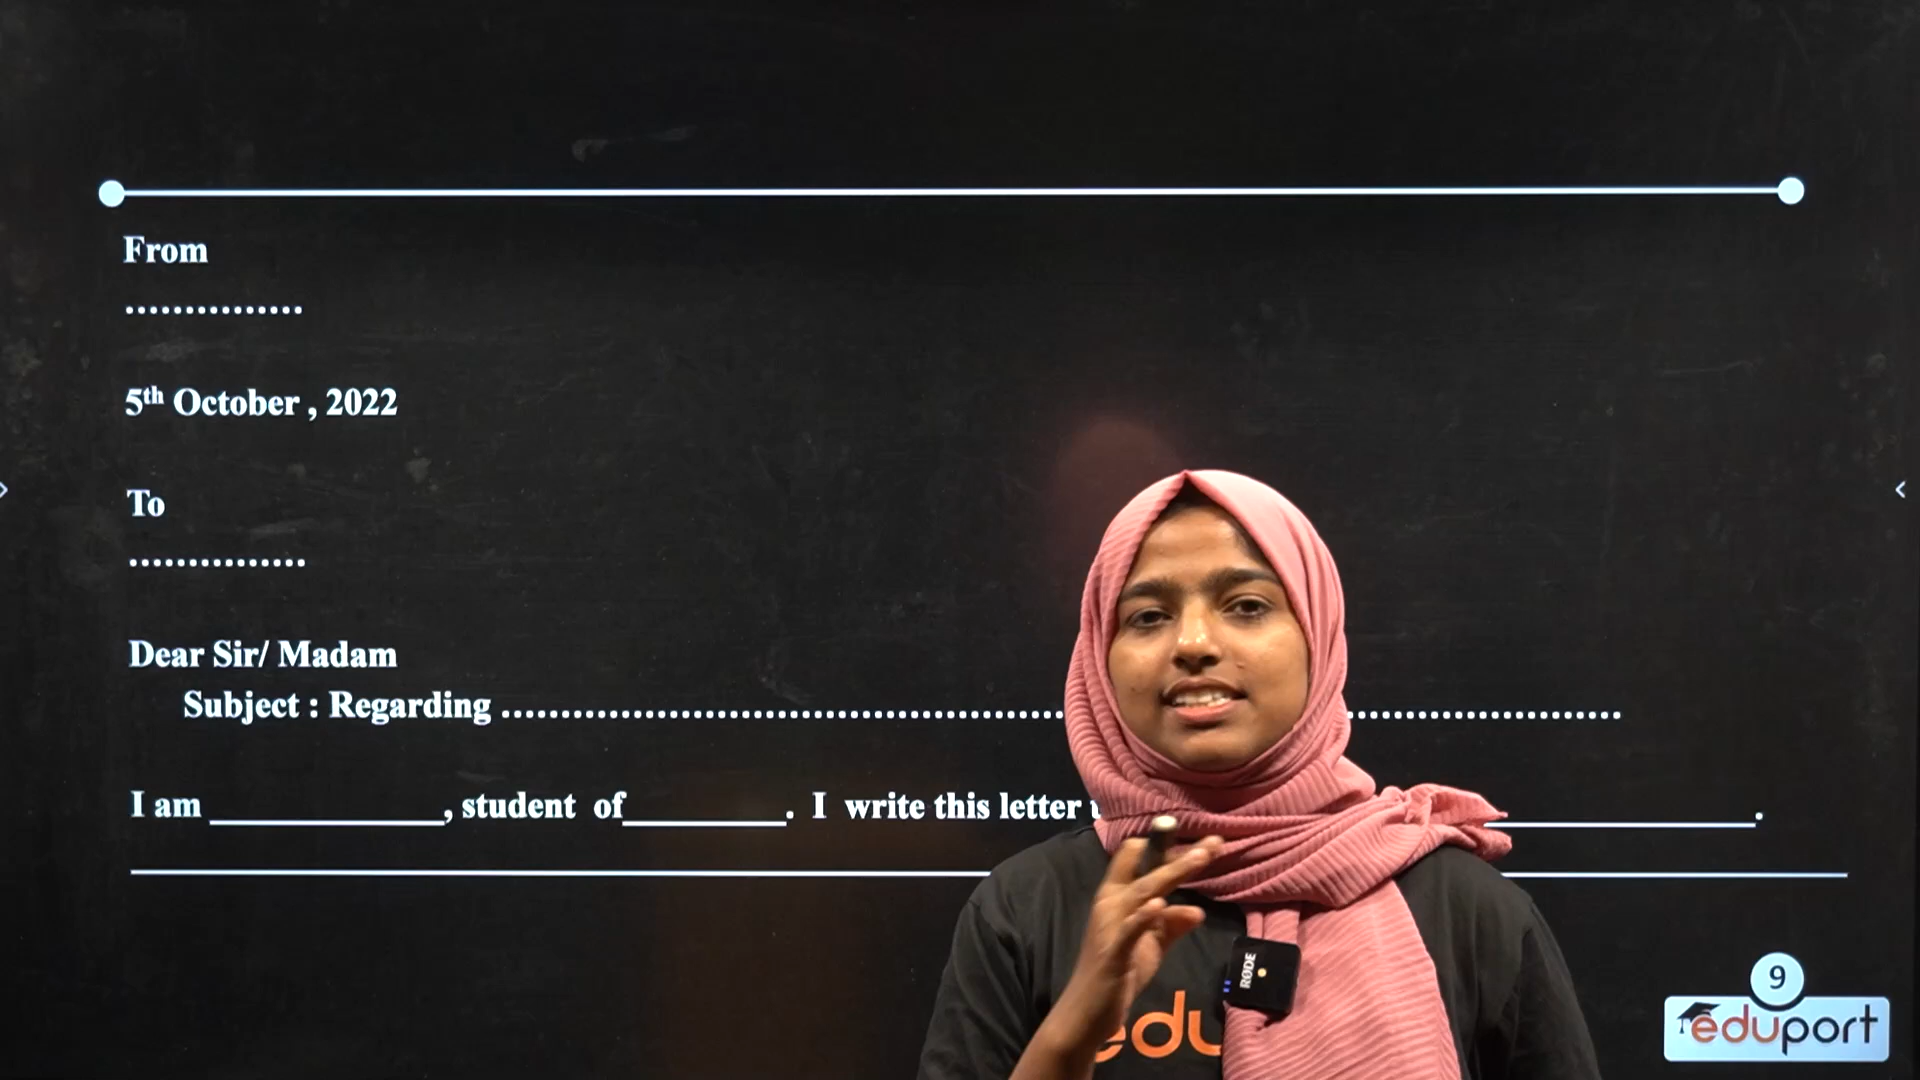 From
...............
5th October , 2022
To
...............
Dear Sir/ Madam
Subject : Regarding ................................................................................................
I am ____________, student of________. I write this letter ______________.
RØDE
edu
9
eduport